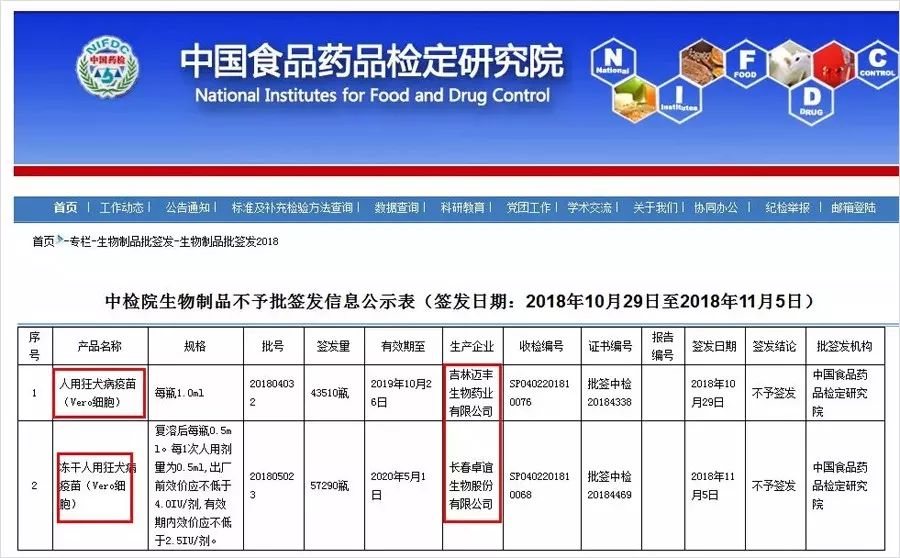 NIFDC
中国药检
中国食品药品检定研究院
National Institutes for Food and Drug Control
N
National
I
Institutes
F
FOOD
D
DRUG
C
CONTROL
首页 | 工作动态 | 公告通知 | 标准及补充检验方法查询 | 数据查询 | 科研教育 | 党团工作 | 学术交流 | 关于我们 | 协同办公 | 纪检举报 | 邮箱登陆
首页 -专栏-生物制品批签发-生物制品批签发2018
中检院生物制品不予批签发信息公示表（签发日期：2018年10月29日至2018年11月5日）
序
号
产品名称
规格
批号
签发量
有效期至
生产企业
收检编号
证书编号
报告
编号
签发日期
签发结论
批签发机构
1
人用狂犬病疫苗
（Vero细胞）
每瓶1.0ml
20180403
2
43510瓶
2019年10月2
6日
吉林迈丰
生物药业
有限公司
SP040220181
0076
批签中检
20184338
2018年10
月29日
不予签发
中国食品药
品检定研究
院
2
冻干人用狂犬病
疫苗（Vero细
胞）
复溶后每瓶0.5m
l。每1次人用剂
量为0.5ml,出厂
前效价应不低于
4.0IU/剂,有效
期内效价应不低
于2.5IU/剂。
20180502
3
57290瓶
2020年5月1
日
长春卓谊
生物股份
有限公司
SP040220181
0068
批签中检
20184469
2018年11
月5日
不予签发
中国食品药
品检定研究
院